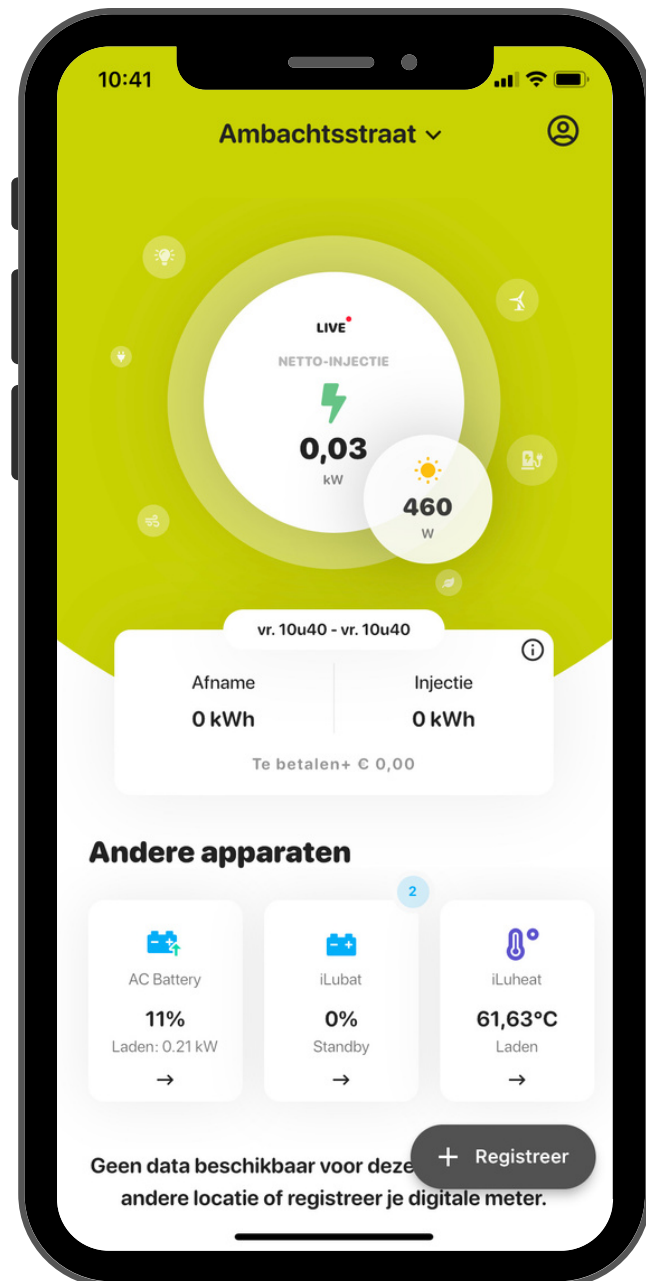 10:41
Ambachtsstraat
LIVE
NETTO-INJECTIE
0,03
kW
460
W
vr. 10u40 - vr. 10u40
Afname
Injectie
0 kWh
0 kWh
Te betalen+ € 0,00
Andere apparaten
2
AC Battery
iLubat
iLuheat
11%
0%
61,63°C
Laden: 0.21 kW
Standby
Laden
Registreer
Geen data beschikbaar voor deze
andere locatie of registreer je digitale meter.